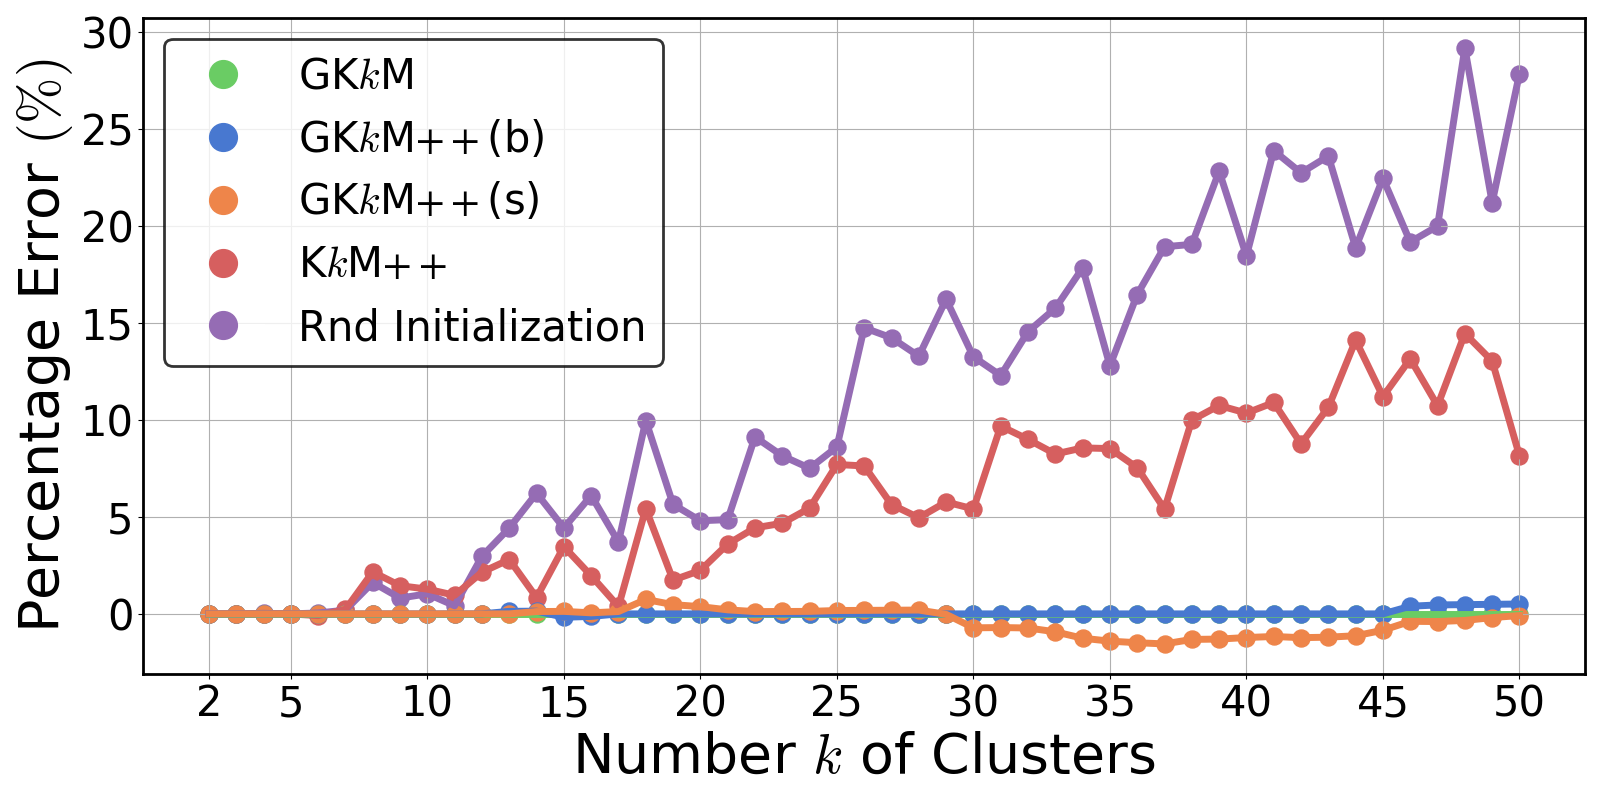 Percentage Error (%)
30
25
20
15
10
5
0
GKkM
GKkM++(b)
GKkM++(s)
KkM++
Rnd Initialization
2 5 10 15 20 25 30 35 40 45 50
Number k of Clusters